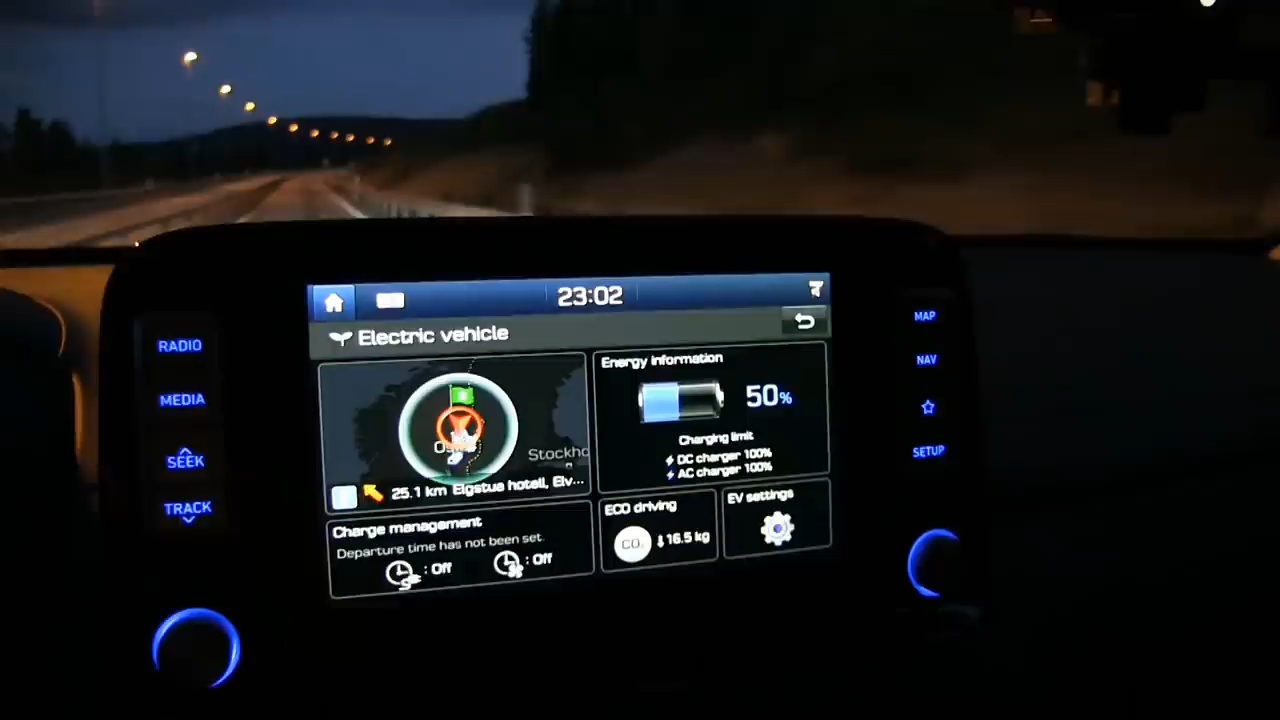 23:02
Electric vehicle
RADIO
MEDIA
SEEK
TRACK
Stockho
25.1 km Elgstua hotell, Elv...
Energy information
50%
Charging limit
DC charger 100%
AC charger 100%
Charge management
Departure time has not been set.
: Off
: Off
ECO driving
CO₂
16.5 kg
EV settings
MAP
NAV
SETUP